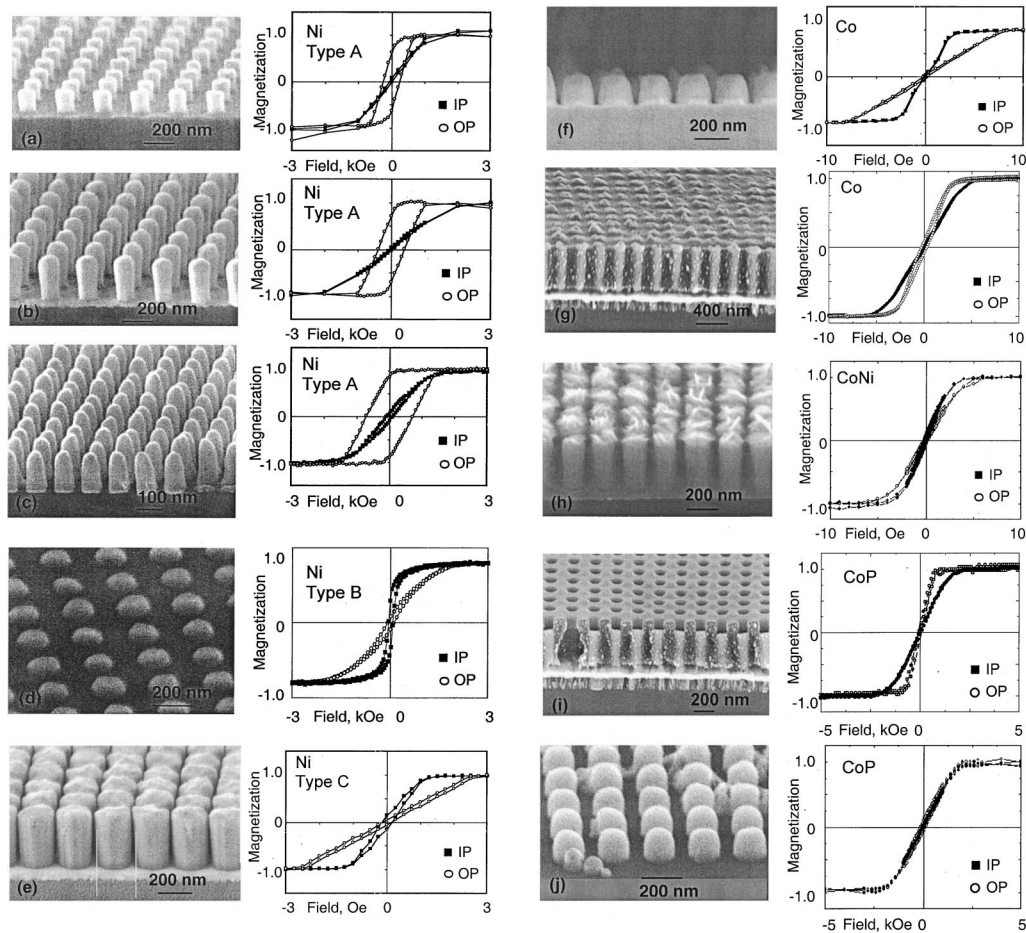 (a)
200 nm
Magnetization
1.0
0
-1.0
Ni
Type A
IP
OP
-3 Field, kOe 0 3
(b)
200 nm
Magnetization
1.0
0
-1.0
Ni
Type A
IP
OP
-3 Field, kOe 0 3
(c)
100 nm
Magnetization
1.0
0
-1.0
Ni
Type A
IP
OP
-3 Field, kOe 0 3
(d)
200 nm
Magnetization
1.0
0
-1.0
Ni
Type B
IP
OP
-3 Field, kOe 0 3
(e)
200 nm
Magnetization
1.0
0
-1.0
Ni
Type C
IP
OP
-3 Field, Oe 0 3
(f)
200 nm
Magnetization
1.0
0
-1.0
Co
IP
OP
-10 Field, Oe 0 10
(g)
400 nm
Magnetization
1.0
0
-1.0
Co
IP
OP
-10 Field, Oe 0 10
(h)
200 nm
Magnetization
1.0
0
-1.0
CoNi
IP
OP
-10 Field, Oe 0 10
(i)
200 nm
Magnetization
1.0
0
-1.0
CoP
IP
OP
-5 Field, kOe 0 5
(j)
200 nm
Magnetization
1.0
0
-1.0
CoP
IP
OP
-5 Field, kOe 0 5